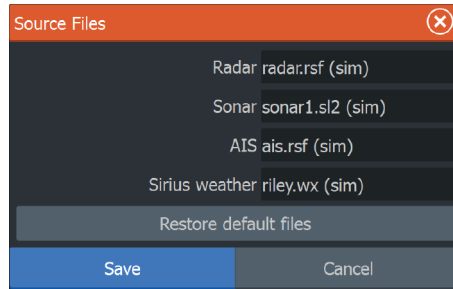 Source Files
Radar radar.rsf (sim)
Sonar sonar1.sl2 (sim)
AIS ais.rsf (sim)
Sirius weather riley.wx (sim)
Restore default files
Save Cancel